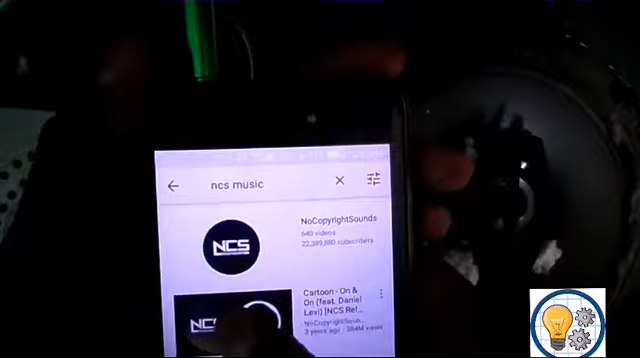 ncs music
NoCopyrightSounds
640 videos
22,389,880 subscribers
NCS
Cartoon - On &
On (feat. Daniel
Levi) [NCS Rel...
NoCopyrightSoun...
3 years ago · 384M views